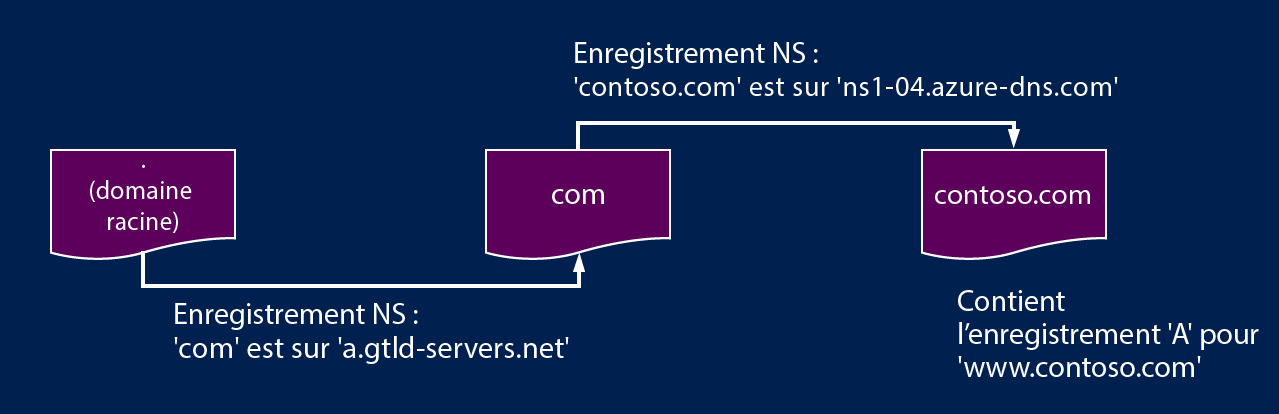 Enregistrement NS :
'contoso.com' est sur 'ns1-04.azure-dns.com'
.
(domaine
racine)
com
contoso.com
Enregistrement NS :
'com' est sur 'a.gtld-servers.net'
Contient
l’enregistrement 'A' pour
'www.contoso.com'